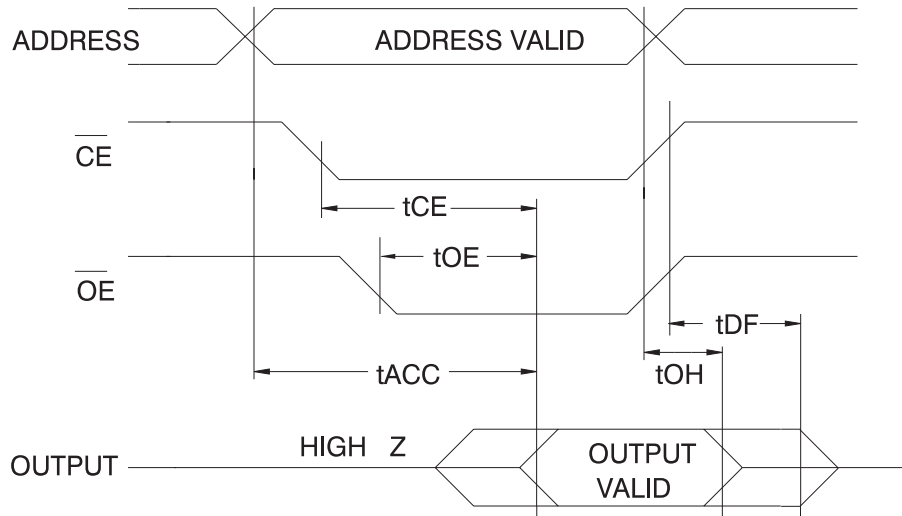 ADDRESS
ADDRESS VALID
CE
tCE
tOE
OE
tDF
tACC
tOH
HIGH Z
OUTPUT
OUTPUT
VALID